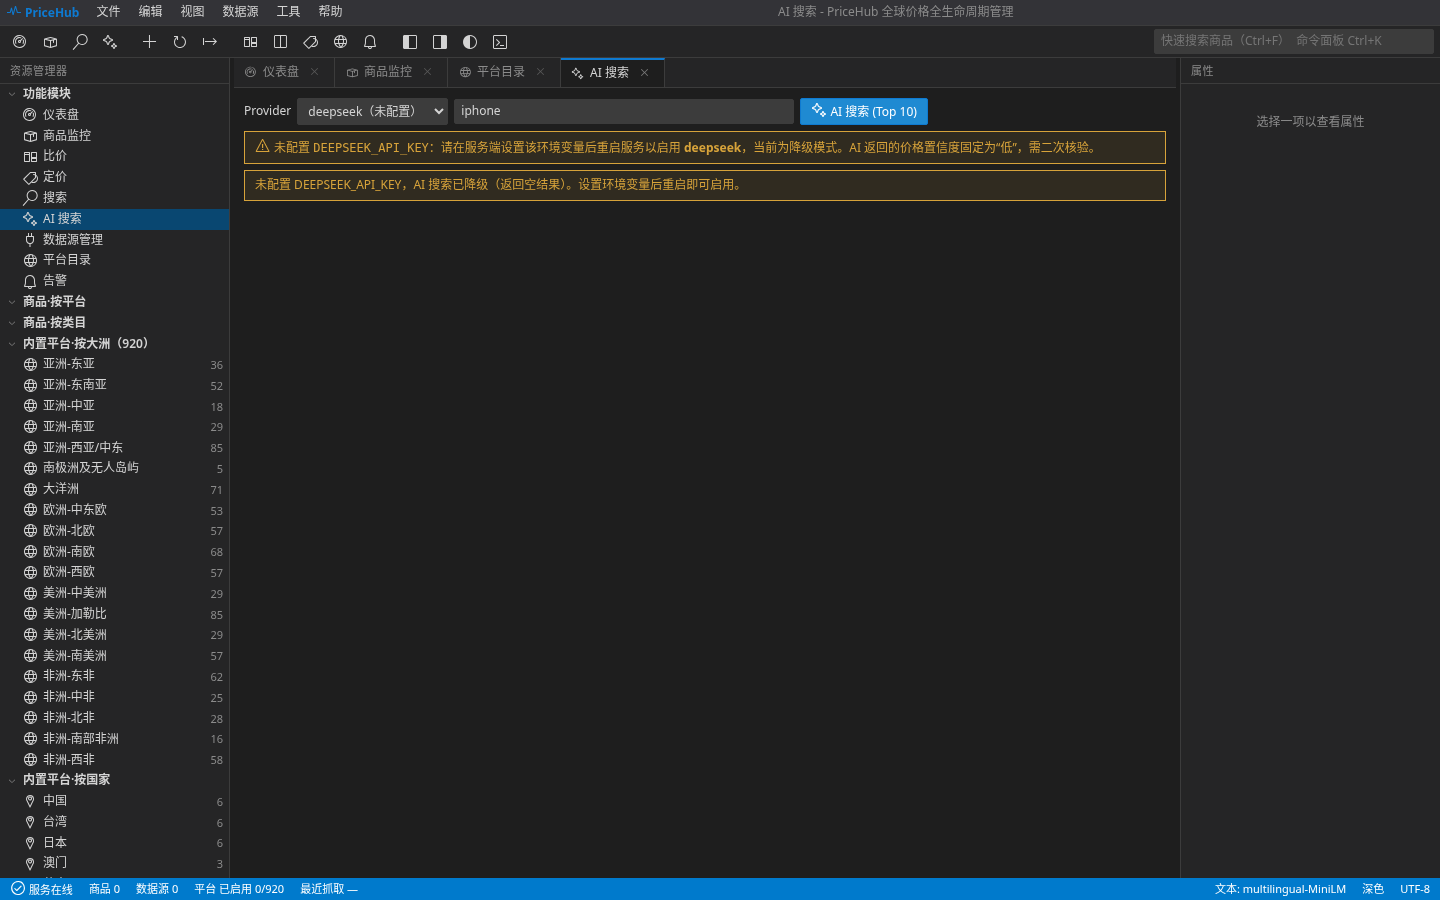 PriceHub 文件 编辑 视图 数据源 工具 帮助 AI 搜索 - PriceHub 全球价格全生命周期管理
快速搜索商品（Ctrl+F） 命令面板 Ctrl+K
资源管理器
功能模块
仪表盘
商品监控
比价
定价
搜索
AI 搜索
数据源管理
平台目录
告警
商品·按平台
商品·按类目
内置平台·按大洲（920）
亚洲-东亚 36
亚洲-东南亚 52
亚洲-中亚 18
亚洲-南亚 29
亚洲-西亚/中东 85
南极洲及无人岛屿 5
大洋洲 71
欧洲-中东欧 53
欧洲-北欧 57
欧洲-南欧 68
欧洲-西欧 57
美洲-中美洲 29
美洲-加勒比 85
美洲-北美洲 29
美洲-南美洲 57
非洲-东非 62
非洲-中非 25
非洲-北非 28
非洲-南部非洲 16
非洲-西非 58
内置平台·按国家
中国 6
台湾 6
日本 6
澳门 3
仪表盘 商品监控 平台目录 AI 搜索
Provider deepseek（未配置） iphone AI 搜索 (Top 10)
未配置 DEEPSEEK_API_KEY：请在服务端设置该环境变量后重启服务以启用 deepseek，当前为降级模式。AI 返回的价格置信度固定为“低”，需二次核验。
未配置 DEEPSEEK_API_KEY，AI 搜索已降级（返回空结果）。设置环境变量后重启即可启用。
属性
选择一项以查看属性
服务在线 商品 0 数据源 0 平台 已启用 0/920 最近抓取 — 文本: multilingual-MiniLM 深色 UTF-8